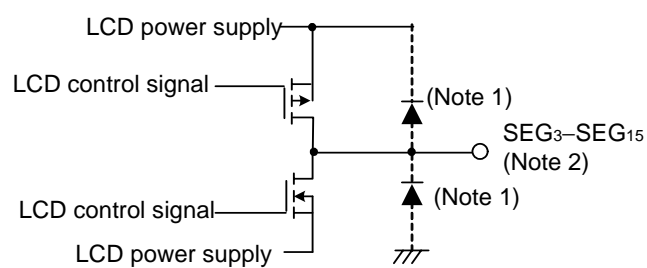 LCD power supply
LCD control signal
(Note 1)
SEG3–SEG15
(Note 2)
(Note 1)
LCD control signal
LCD power supply